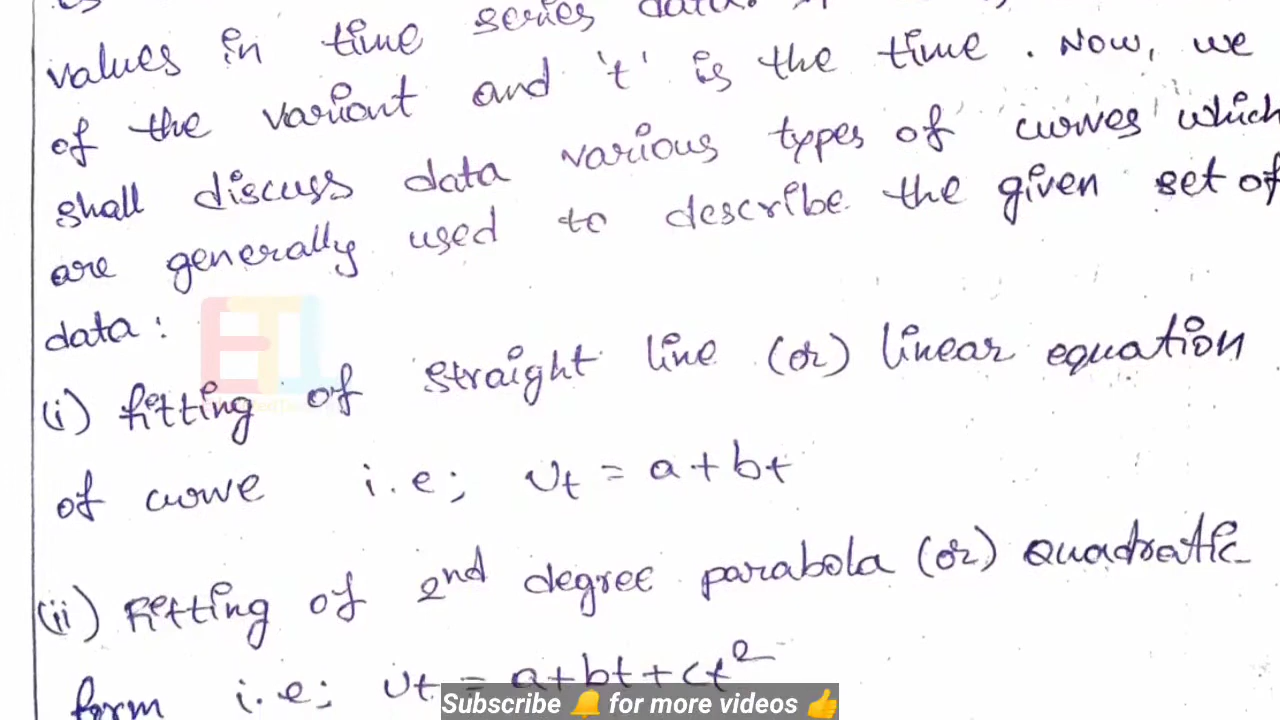 values in time series data.
of the variant and 't' is the time. Now, we
shall discuss data various types of curves which
are generally used to describe the given set of
data:
(i) fitting of straight line (or) linear equation
of curve i.e; Ut = a+bt
(ii) Fitting of 2nd degree parabola (or) Quadratic
form i.e; Ut = a+bt+ct²
Subscribe 🔔 for more videos 👍